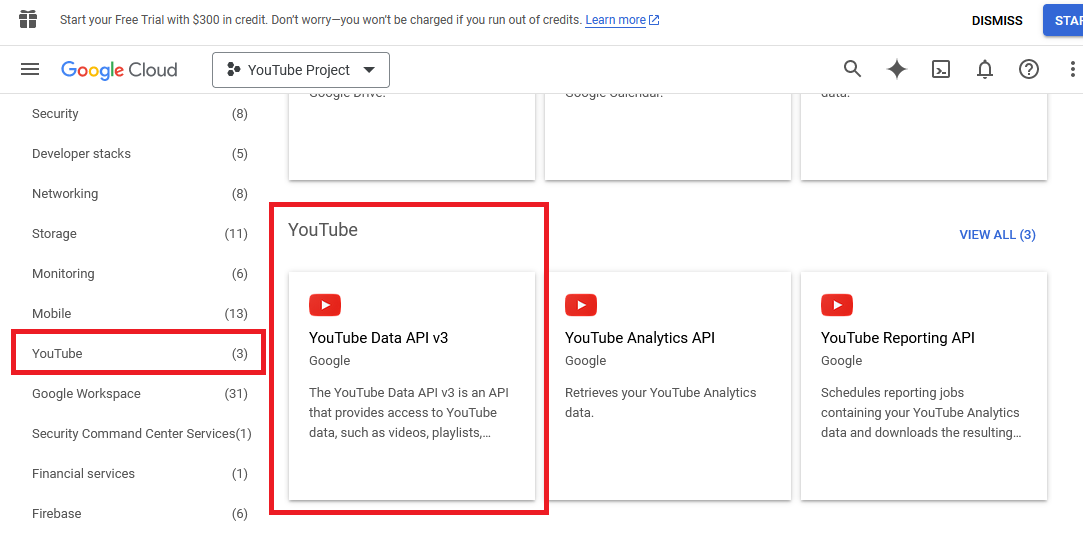 Start your Free Trial with $300 in credit. Don’t worry—you won’t be charged if you run out of credits. Learn more
DISMISS
Google Cloud
YouTube Project
Google Drive.
Google Calendar.
data.
Security (8)
Developer stacks (5)
Networking (8)
Storage (11)
Monitoring (6)
Mobile (13)
YouTube (3)
Google Workspace (31)
Security Command Center Services(1)
Financial services (1)
Firebase (6)
YouTube
VIEW ALL (3)
YouTube Data API v3
Google
The YouTube Data API v3 is an API
that provides access to YouTube
data, such as videos, playlists,…
YouTube Analytics API
Google
Retrieves your YouTube Analytics
data.
YouTube Reporting API
Google
Schedules reporting jobs
containing your YouTube Analytics
data and downloads the resulting…